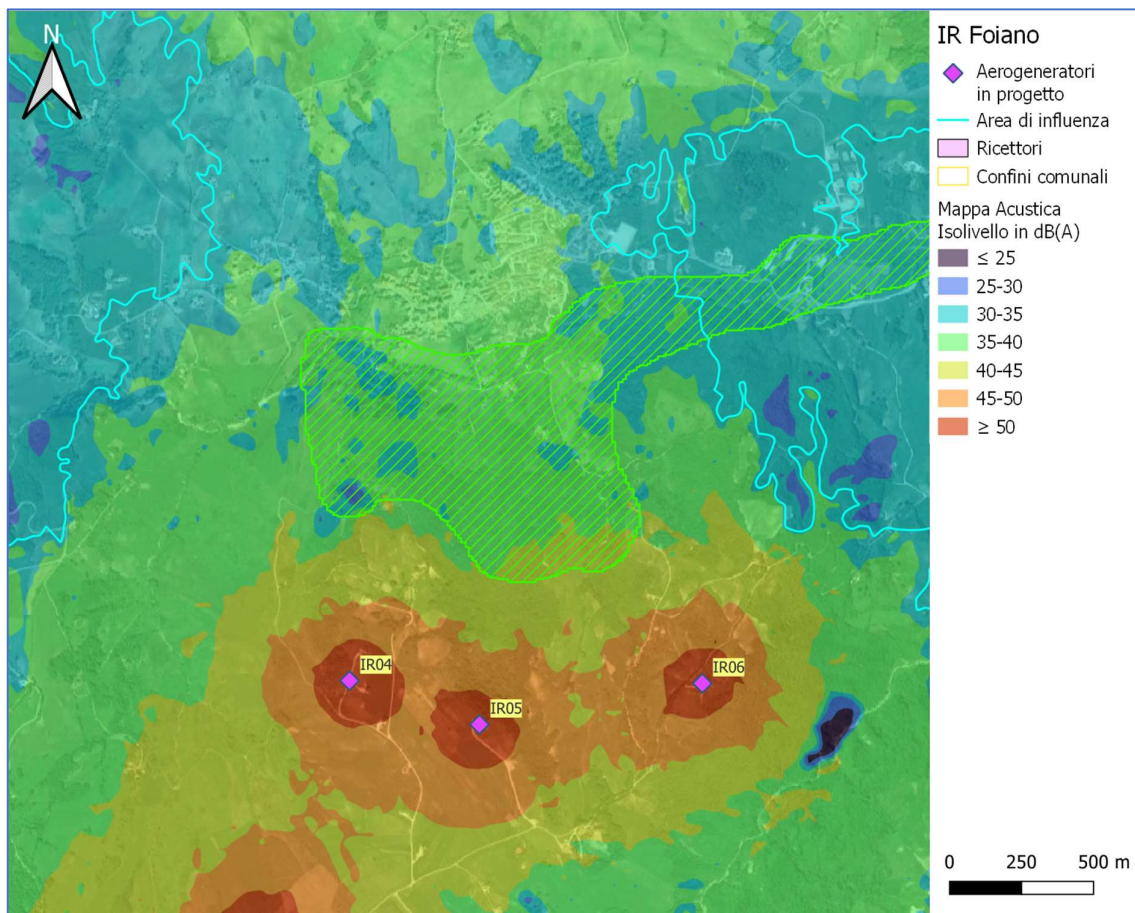 N
IR04
IR05
IR06
IR Foiano
Aerogeneratori
in progetto
Area di influenza
Ricettori
Confini comunali
Mappa Acustica
Isolivello in dB(A)
≤ 25
25-30
30-35
35-40
40-45
45-50
≥ 50
0 250 500 m